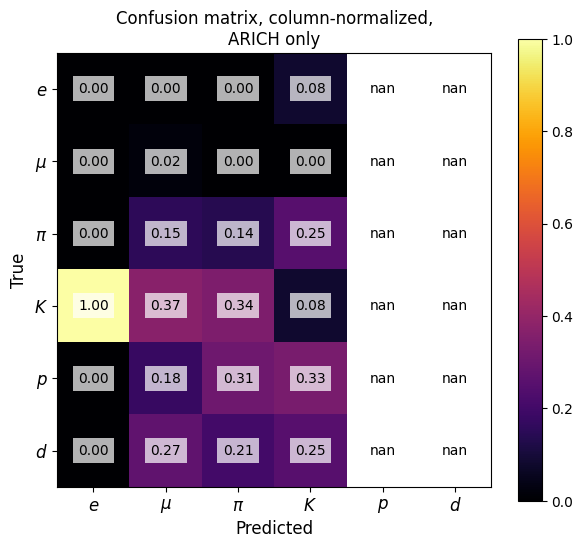 Confusion matrix, column-normalized,
ARICH only
1.0
e 0.00 0.00 0.00 0.08 nan nan
μ 0.00 0.02 0.00 0.00 nan nan
0.8
π 0.00 0.15 0.14 0.25 nan nan
0.6
True
K 1.00 0.37 0.34 0.08 nan nan
0.4
p 0.00 0.18 0.31 0.33 nan nan
0.2
d 0.00 0.27 0.21 0.25 nan nan
0.0
e μ π K p d
Predicted